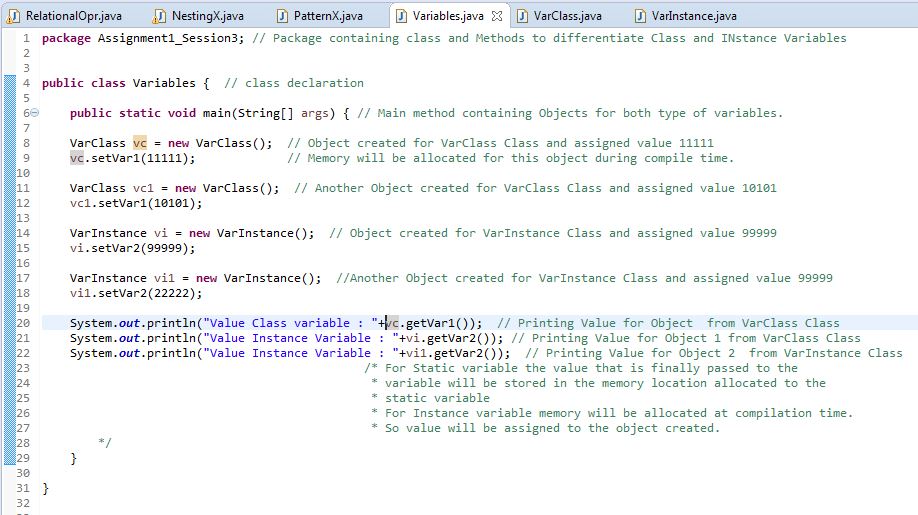 RelationalOpr.java NestingX.java PatternX.java Variables.java VarClass.java VarInstance.java
1 package Assignment1_Session3; // Package containing class and Methods to differentiate Class and INstance Variables
2
3
4 public class Variables {  // class declaration
5
6 public static void main(String[] args) { // Main method containing Objects for both type of variables.
7
8 VarClass vc = new VarClass();  // Object created for VarClass Class and assigned value 11111
9 vc.setVar1(11111);             // Memory will be allocated for this object during compile time.
10
11 VarClass vc1 = new VarClass();  // Another Object created for VarClass Class and assigned value 10101
12 vc1.setVar1(10101);
13
14 VarInstance vi = new VarInstance();  // Object created for VarInstance Class and assigned value 99999
15 vi.setVar2(99999);
16
17 VarInstance vi1 = new VarInstance();  //Another Object created for VarInstance Class and assigned value 99999
18 vi1.setVar2(22222);
19
20 System.out.println("Value Class variable : "+vc.getVar1());  // Printing Value for Object  from VarClass Class
21 System.out.println("Value Instance Variable : "+vi.getVar2()); // Printing Value for Object 1 from VarClass Class
22 System.out.println("Value Instance Variable : "+vi1.getVar2());  // Printing Value for Object 2  from VarInstance Class
23 /* For Static variable the value that is finally passed to the
24 * variable will be stored in the memory location allocated to the
25 * static variable
26 * For Instance variable memory will be allocated at compilation time.
27 * So value will be assigned to the object created.
28 */
29 }
30
31 }
32